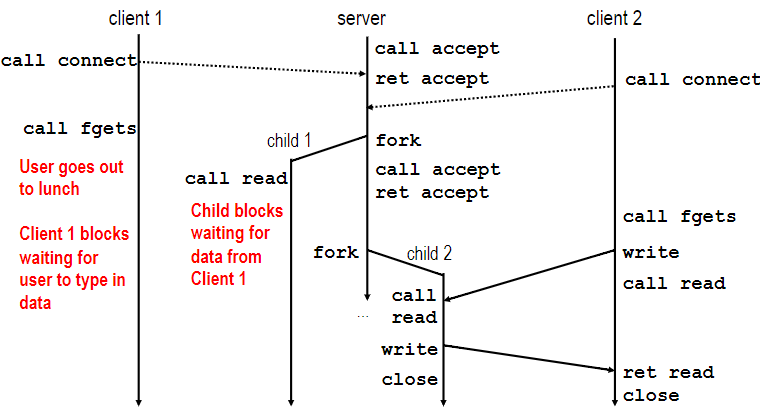 client 1
server
client 2
call accept
call connect
ret accept
call connect
call fgets
child 1
fork
User goes out
to lunch
call read
call accept
ret accept
Child blocks
waiting for
data from
Client 1
call fgets
Client 1 blocks
waiting for
user to type in
data
fork
child 2
write
call read
call
read
...
write
close
ret read
close